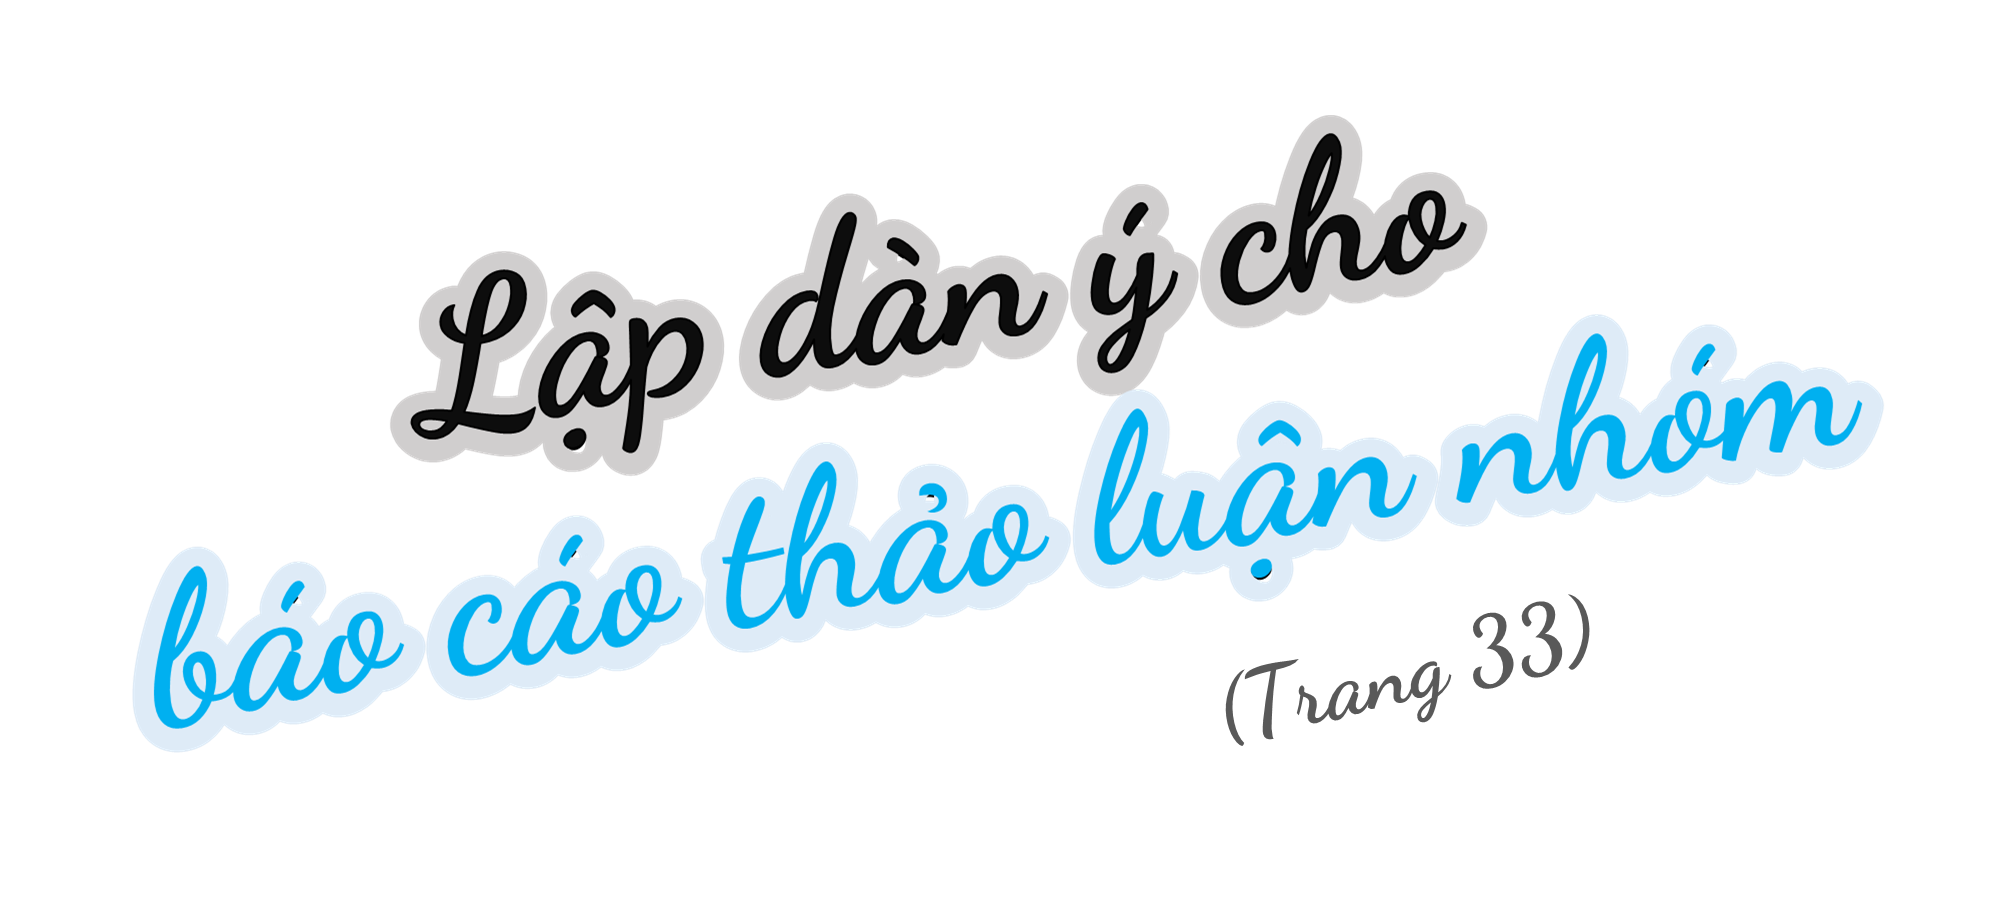 Lập dàn ý cho
báo cáo thảo luận nhóm
(Trang 33)